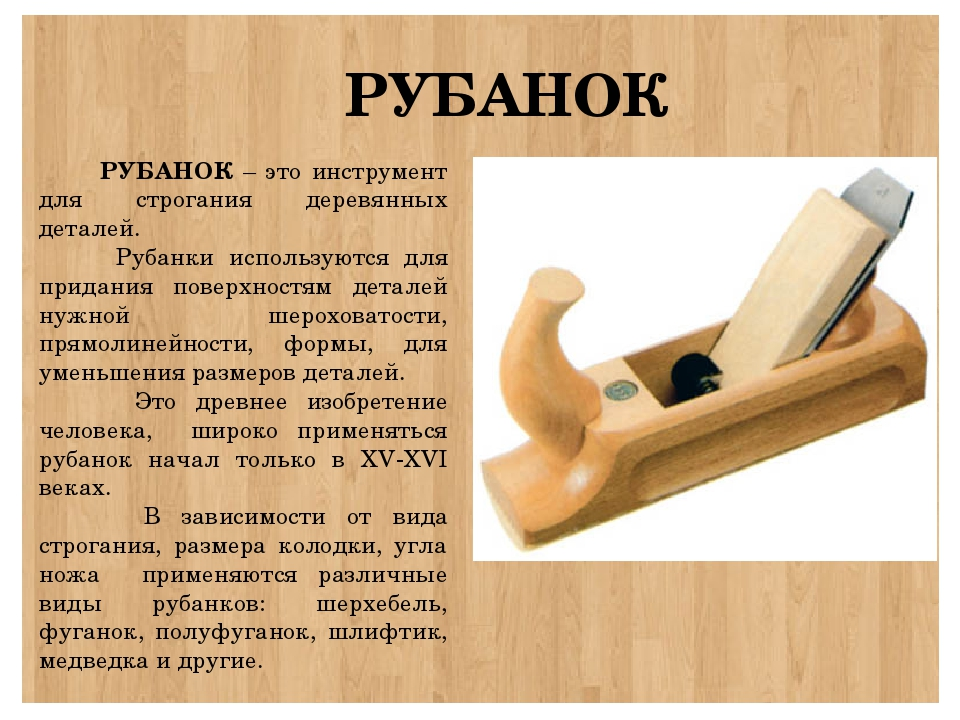 РУБАНОК
РУБАНОК – это инструмент
для строгания деревянных
деталей.
Рубанки используются для
придания поверхностям деталей
нужной шероховатости,
прямолинейности, формы, для
уменьшения размеров деталей.
Это древнее изобретение
человека, широко применяться
рубанок начал только в XV-XVI
веках.
В зависимости от вида
строгания, размера колодки, угла
ножа применяются различные
виды рубанков: шерхебель,
фуганок, полуфуганок, шлифтик,
медведка и другие.